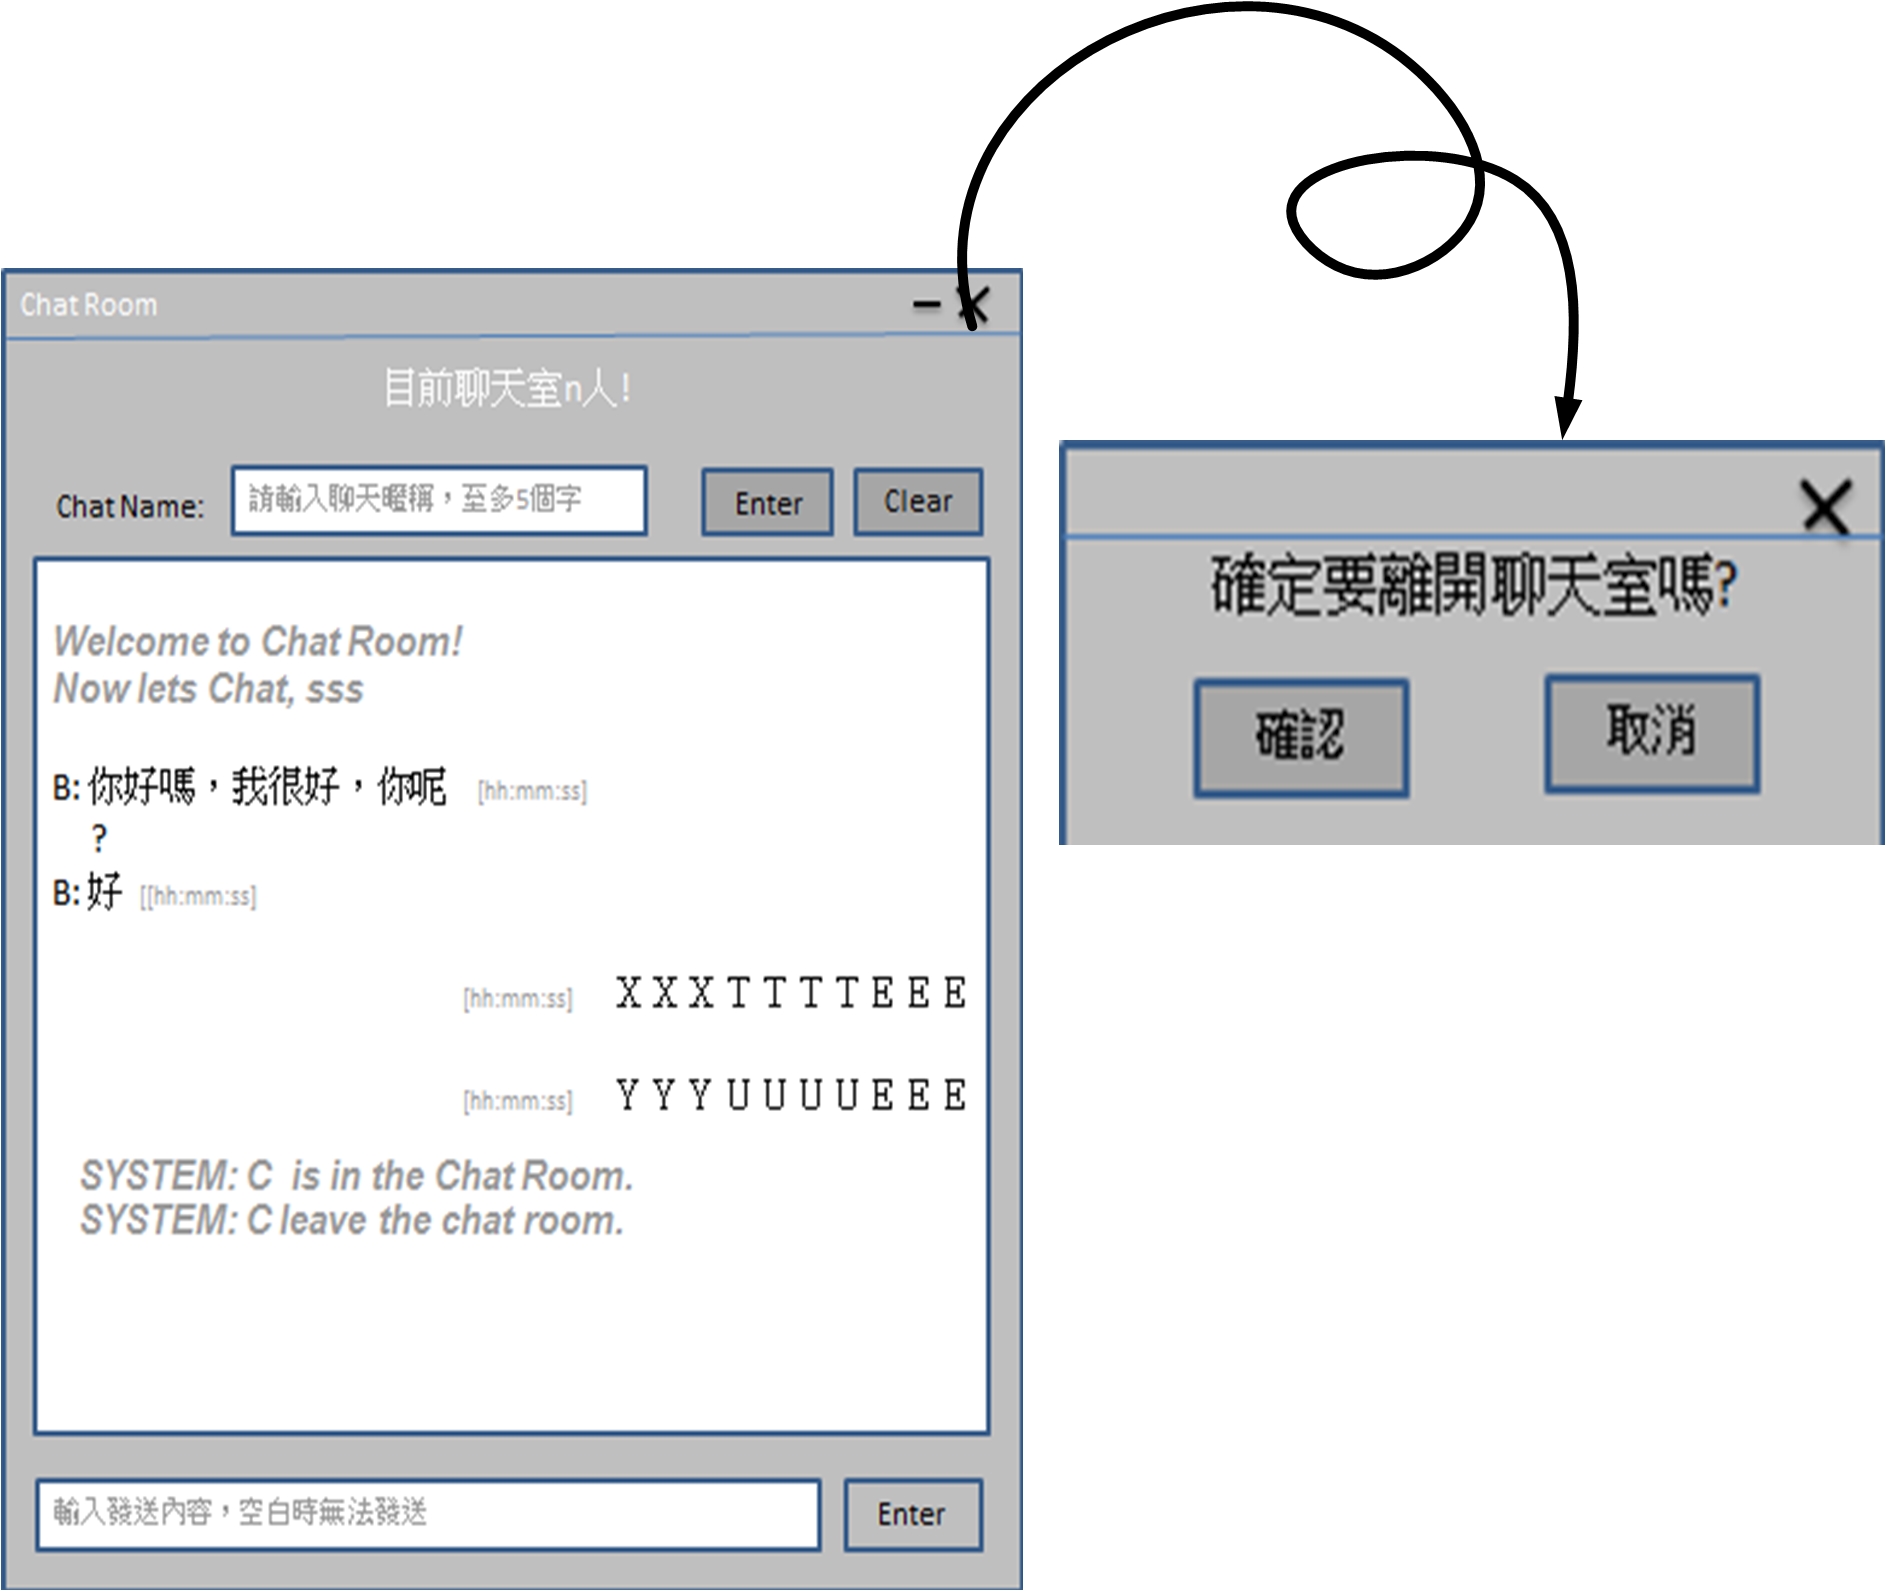 Chat Room
目前聊天室n人!
Chat Name: 請輸入聊天暱稱，至多5個字 Enter Clear
Welcome to Chat Room!
Now lets Chat, sss
B: 你好嗎，我很好，你呢 [hh:mm:ss]
?
B: 好 [[hh:mm:ss]
[hh:mm:ss] XXXTTTTEEE
[hh:mm:ss] YYYUUUUEEE
SYSTEM: C is in the Chat Room.
SYSTEM: C leave the chat room.
輸入發送內容，空白時無法發送 Enter
確定要離開聊天室嗎?
確認 取消